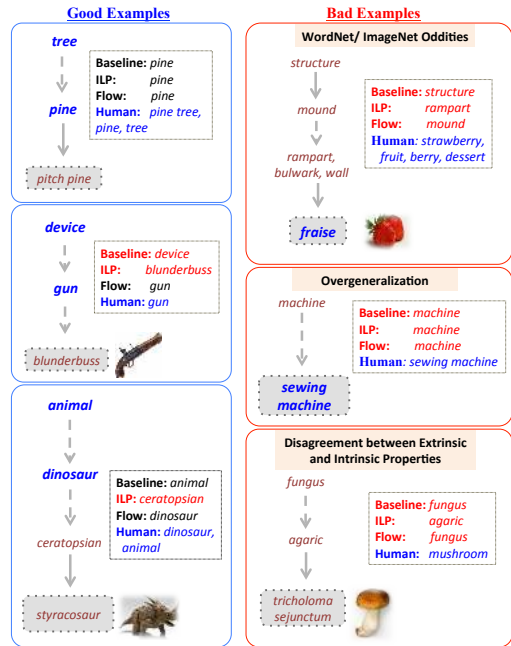 Good Examples
tree
pine
pitch pine
Baseline: pine
ILP: pine
Flow: pine
Human: pine tree,
pine, tree
device
gun
blunderbuss
Baseline: device
ILP: blunderbuss
Flow: gun
Human: gun
animal
dinosaur
ceratopsian
styracosaur
Baseline: animal
ILP: ceratopsian
Flow: dinosaur
Human: dinosaur,
animal
Bad Examples
WordNet/ ImageNet Oddities
structure
mound
rampart,
bulwark, wall
fraise
Baseline: structure
ILP: rampart
Flow: mound
Human: strawberry,
fruit, berry, dessert
Overgeneralization
machine
sewing
machine
Baseline: machine
ILP: machine
Flow: machine
Human: sewing machine
Disagreement between Extrinsic
and Intrinsic Properties
fungus
agaric
tricholoma
sejunctum
Baseline: fungus
ILP: agaric
Flow: fungus
Human: mushroom